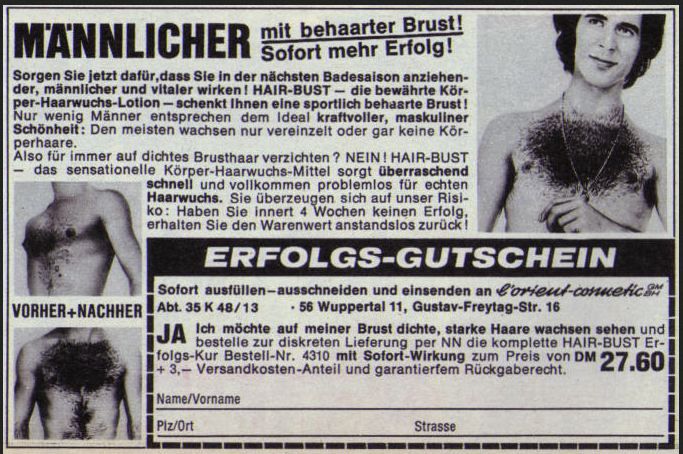 MÄNNLICHER mit behaarter Brust!
Sofort mehr Erfolg!
Sorgen Sie jetzt dafür,dass Sie in der nächsten Badesaison anziehen-
der, männlicher und vitaler wirken! HAIR-BUST – die bewährte Kör-
per-Haarwuchs-Lotion – schenkt Ihnen eine sportlich behaarte Brust!
Nur wenig Männer entsprechen dem Ideal kraftvoller, maskuliner
Schönheit: Den meisten wachsen nur vereinzelt oder gar keine Kör-
perhaare.
Also für immer auf dichtes Brusthaar verzichten? NEIN! HAIR-BUST
– das sensationelle Körper-Haarwuchs-Mittel sorgt überraschend
schnell und vollkommen problemlos für echten
Haarwuchs. Sie überzeugen sich auf unser Risi-
ko: Haben Sie innert 4 Wochen keinen Erfolg,
erhalten Sie den Warenwert anstandslos zurück!
VORHER+NACHHER
ERFOLGS-GUTSCHEIN
Sofort ausfüllen–ausschneiden und einsenden an l'orient-cosmetic GM BH
Abt. 35 K 48/13 · 56 Wuppertal 11, Gustav-Freytag-Str. 16
JA Ich möchte auf meiner Brust dichte, starke Haare wachsen sehen und
bestelle zur diskreten Lieferung per NN die komplette HAIR-BUST Er-
folgs-Kur Bestell-Nr. 4310 mit Sofort-Wirkung zum Preis von DM 27.60
+ 3,– Versandkosten-Anteil und garantiertem Rückgaberecht.
Name/Vorname
Plz/Ort Strasse